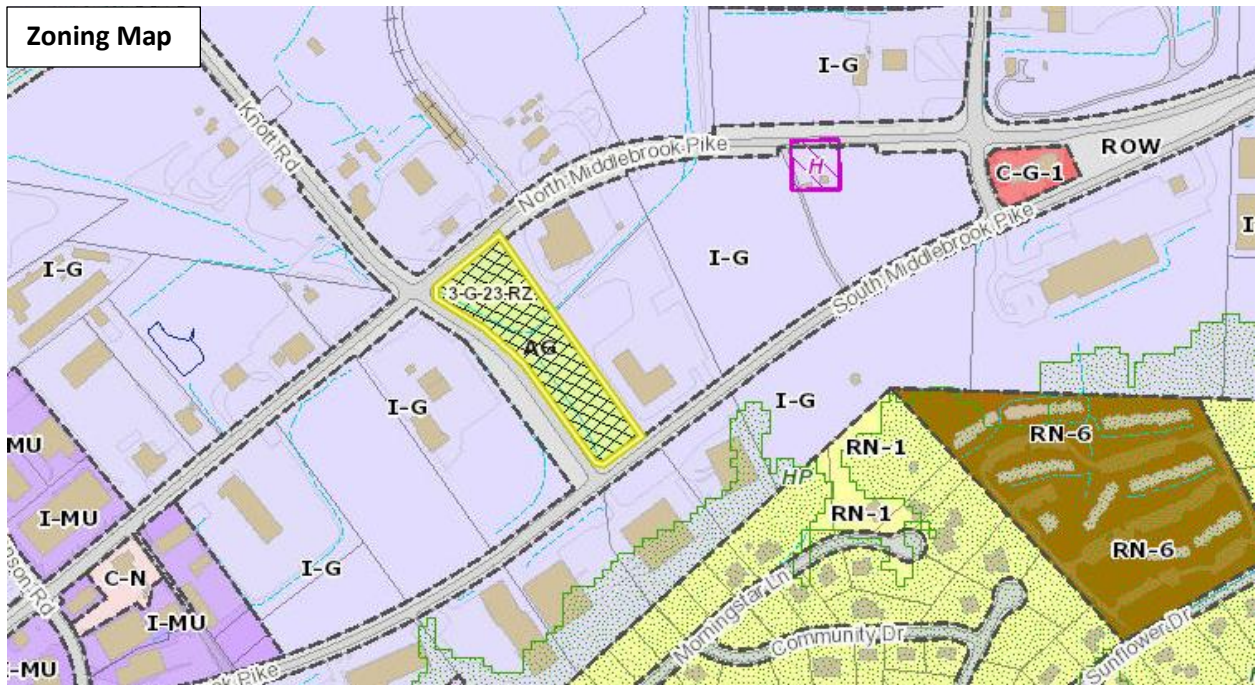 Zoning Map
I-G
Knott Rd
North Middlebrook Pike
ROW
H
C-G-1
I-G
I-G
South Middlebrook Pike
3-G-23-RZ
AG
I-G
I-G
RN-1
RN-6
I-MU
HP
RN-1
I-MU
RN-6
C-N
I-G
I-MU
Morningstar Ln
Community Dr
Sunflower Dr
I-MU
Pike